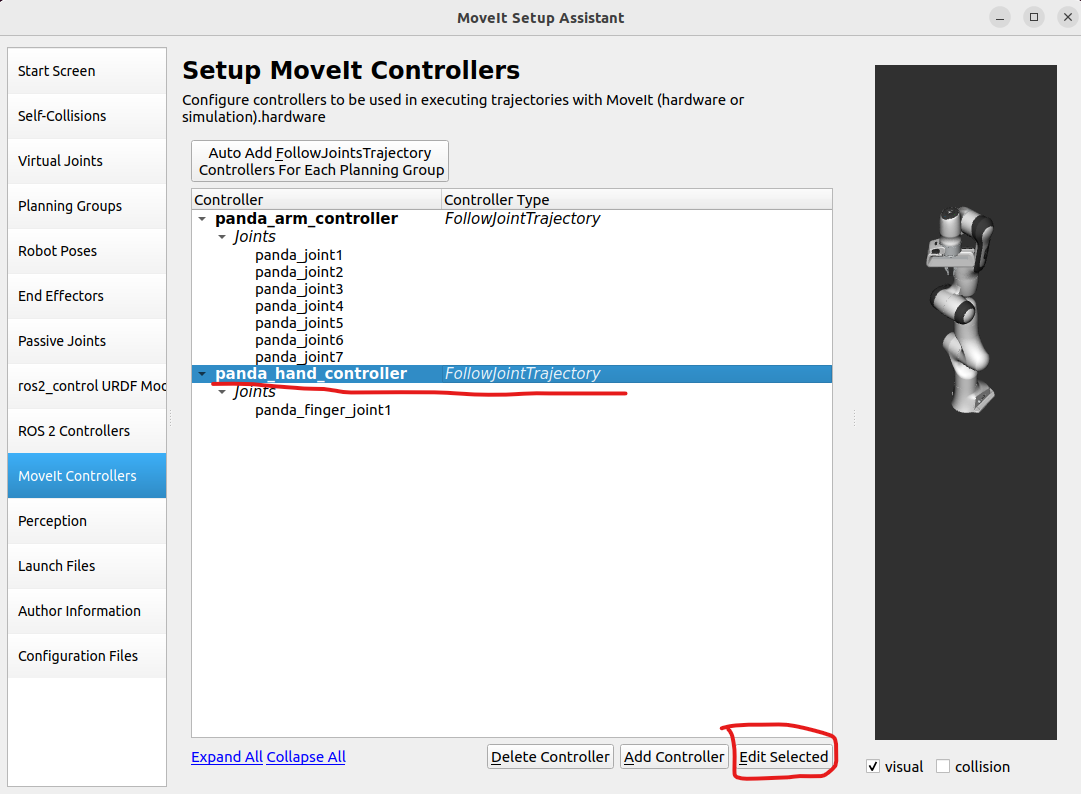 MoveIt Setup Assistant
Start Screen
Self-Collisions
Virtual Joints
Planning Groups
Robot Poses
End Effectors
Passive Joints
ros2_control URDF Moc
ROS 2 Controllers
MoveIt Controllers
Perception
Launch Files
Author Information
Configuration Files
Setup MoveIt Controllers
Configure controllers to be used in executing trajectories with MoveIt (hardware or
simulation).hardware
Auto Add FollowJointsTrajectory
Controllers For Each Planning Group
Controller Controller Type
panda_arm_controller FollowJointTrajectory
Joints
panda_joint1
panda_joint2
panda_joint3
panda_joint4
panda_joint5
panda_joint6
panda_joint7
panda_hand_controller FollowJointTrajectory
Joints
panda_finger_joint1
Expand All Collapse All Delete Controller Add Controller Edit Selected
visual collision